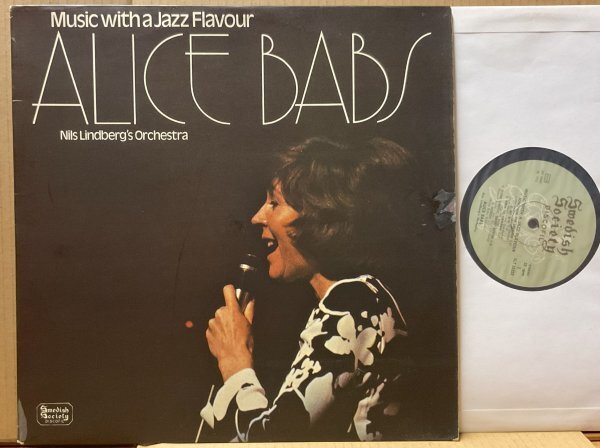 Music with a Jazz Flavour
ALICE BABS
Nils Lindberg's Orchestra
Swedish
Society
DISCOFIL
Swedish
Society
DISCOFIL